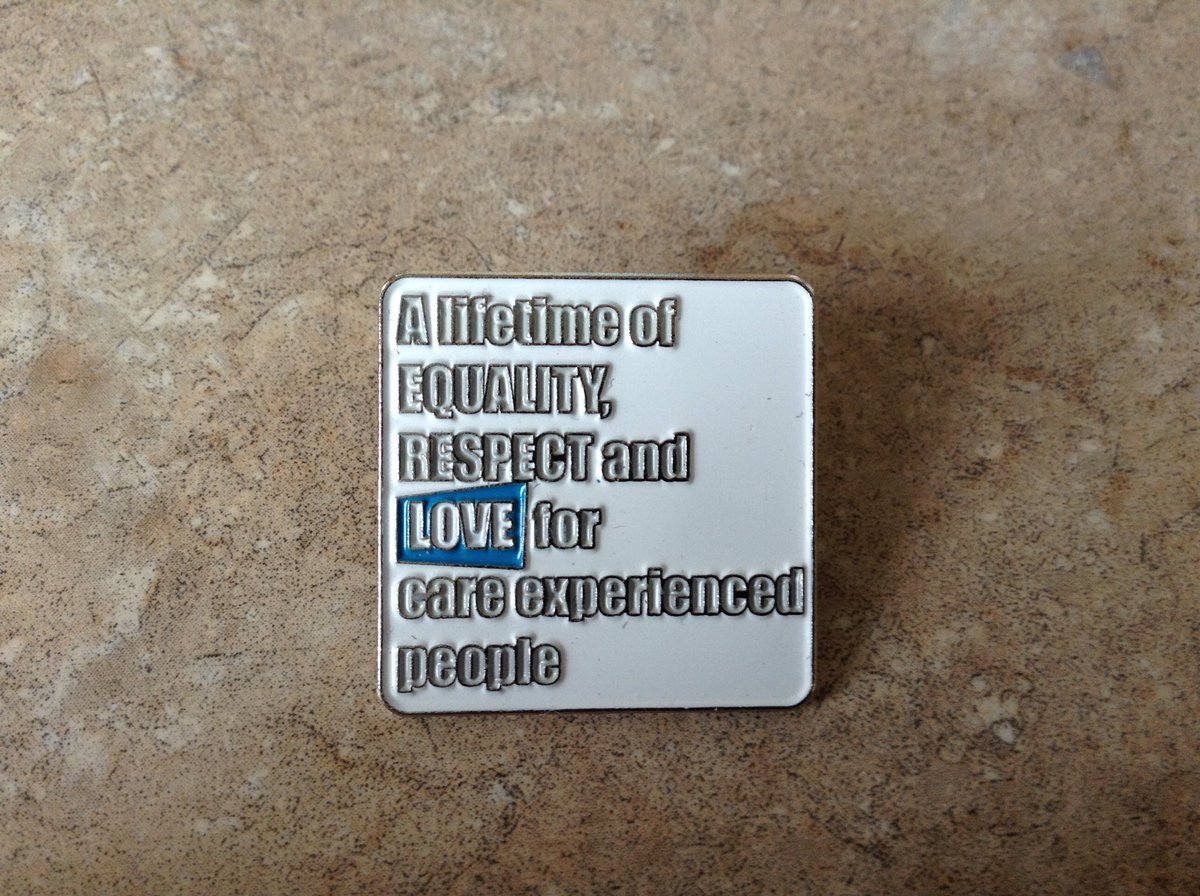 A lifetime of
EQUALITY,
RESPECT and
LOVE for
care experienced
people